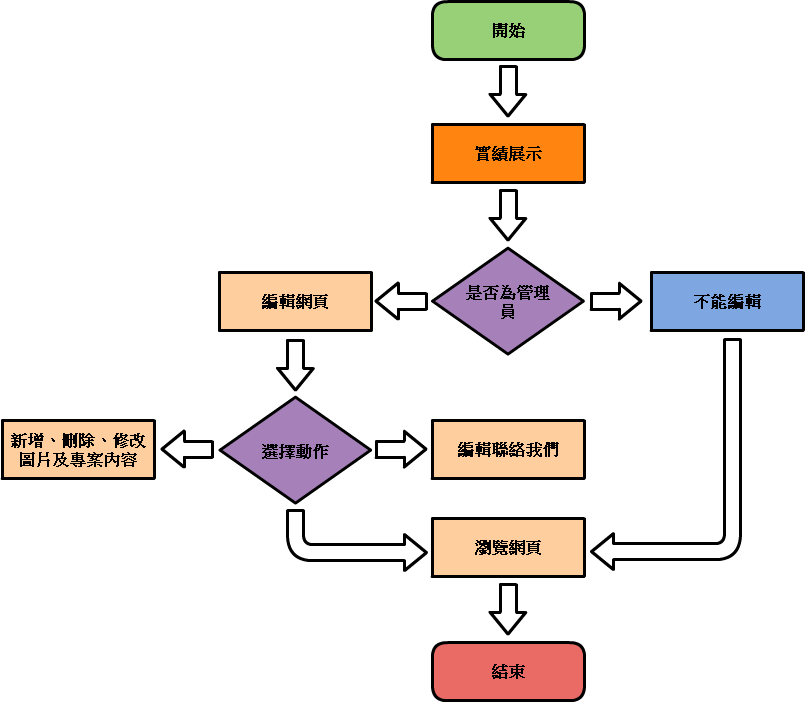 開始
實績展示
是否為管理
員
編輯網頁
不能編輯
新增、刪除、修改
圖片及專案內容
選擇動作
編輯聯絡我們
瀏覽網頁
結束